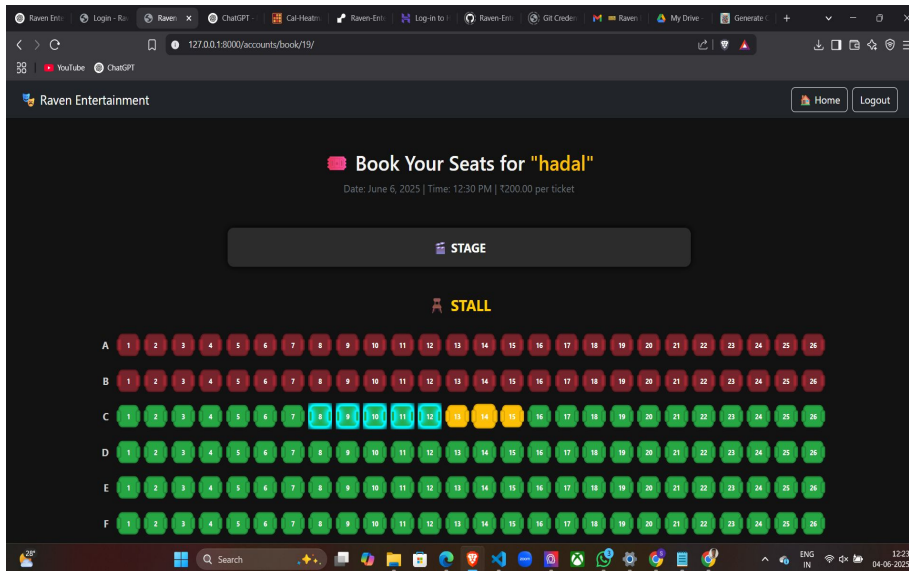 Raven Ente
Login - Ra
Raven
ChatGPT -
Cal-Heatm
Raven-Ente
Log-in to
Raven-Enti
Git Creden
Raven
My Drive -
Generate C
127.0.0.1:8000/accounts/book/19/
YouTube ChatGPT
Raven Entertainment Home Logout
Book Your Seats for "hadal"
Date: June 6, 2025 | Time: 12:30 PM | ₹200.00 per ticket
STAGE
STALL
A 1 2 3 4 5 6 7 8 9 10 11 12 13 14 15 16 17 18 19 20 21 22 23 24 25 26
B 1 2 3 4 5 6 7 8 9 10 11 12 13 14 15 16 17 18 19 20 21 22 23 24 25 26
C 1 2 3 4 5 6 7 8 9 10 11 12 13 14 15 16 17 18 19 20 21 22 23 24 25 26
D 1 2 3 4 5 6 7 8 9 10 11 12 13 14 15 16 17 18 19 20 21 22 23 24 25 26
E 1 2 3 4 5 6 7 8 9 10 11 12 13 14 15 16 17 18 19 20 21 22 23 24 25 26
F 1 2 3 4 5 6 7 8 9 10 11 12 13 14 15 16 17 18 19 20 21 22 23 24 25 26
28°
Search
ENG
IN
12:23
04-06-2025